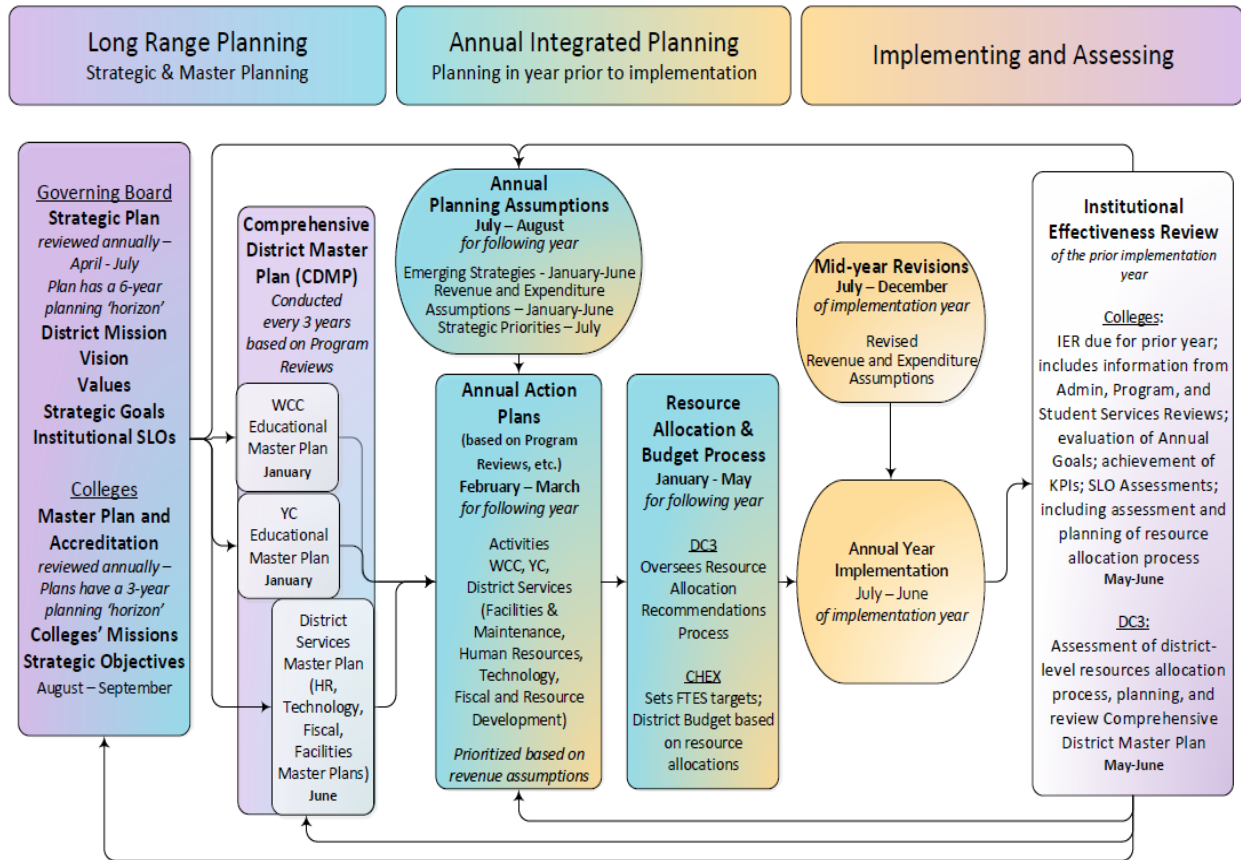 Long Range Planning
Strategic & Master Planning
Annual Integrated Planning
Planning in year prior to implementation
Implementing and Assessing
Governing Board
Strategic Plan
reviewed annually –
April - July
Plan has a 6-year
planning ‘horizon’
District Mission
Vision
Values
Strategic Goals
Institutional SLOs
Colleges
Master Plan and
Accreditation
reviewed annually –
Plans have a 3-year
planning ‘horizon’
Colleges’ Missions
Strategic Objectives
August – September
Comprehensive
District Master
Plan (CDMP)
Conducted
every 3 years
based on Program
Reviews
WCC
Educational
Master Plan
January
YC
Educational
Master Plan
January
District
Services
Master Plan
(HR,
Technology,
Fiscal,
Facilities
Master Plans)
June
Annual
Planning Assumptions
July – August
for following year
Emerging Strategies - January-June
Revenue and Expenditure
Assumptions – January-June
Strategic Priorities – July
Annual Action
Plans
(based on Program
Reviews, etc.)
February – March
for following year
Activities
WCC, YC,
District Services
(Facilities &
Maintenance,
Human Resources,
Technology,
Fiscal and Resource
Development)
Prioritized based on
revenue assumptions
Resource
Allocation &
Budget Process
January - May
for following year
DC3
Oversees Resource
Allocation
Recommendations
Process
CHEX
Sets FTES targets;
District Budget based
on resource
allocations
Mid-year Revisions
July – December
of implementation year
Revised
Revenue and Expenditure
Assumptions
Annual Year
Implementation
July – June
of implementation year
Institutional
Effectiveness Review
of the prior implementation
year
Colleges:
IER due for prior year;
includes information from
Admin, Program, and
Student Services Reviews;
evaluation of Annual
Goals; achievement of
KPIs; SLO Assessments;
including assessment and
planning of resource
allocation process
May-June
DC3:
Assessment of district-
level resources allocation
process, planning, and
review Comprehensive
District Master Plan
May-June